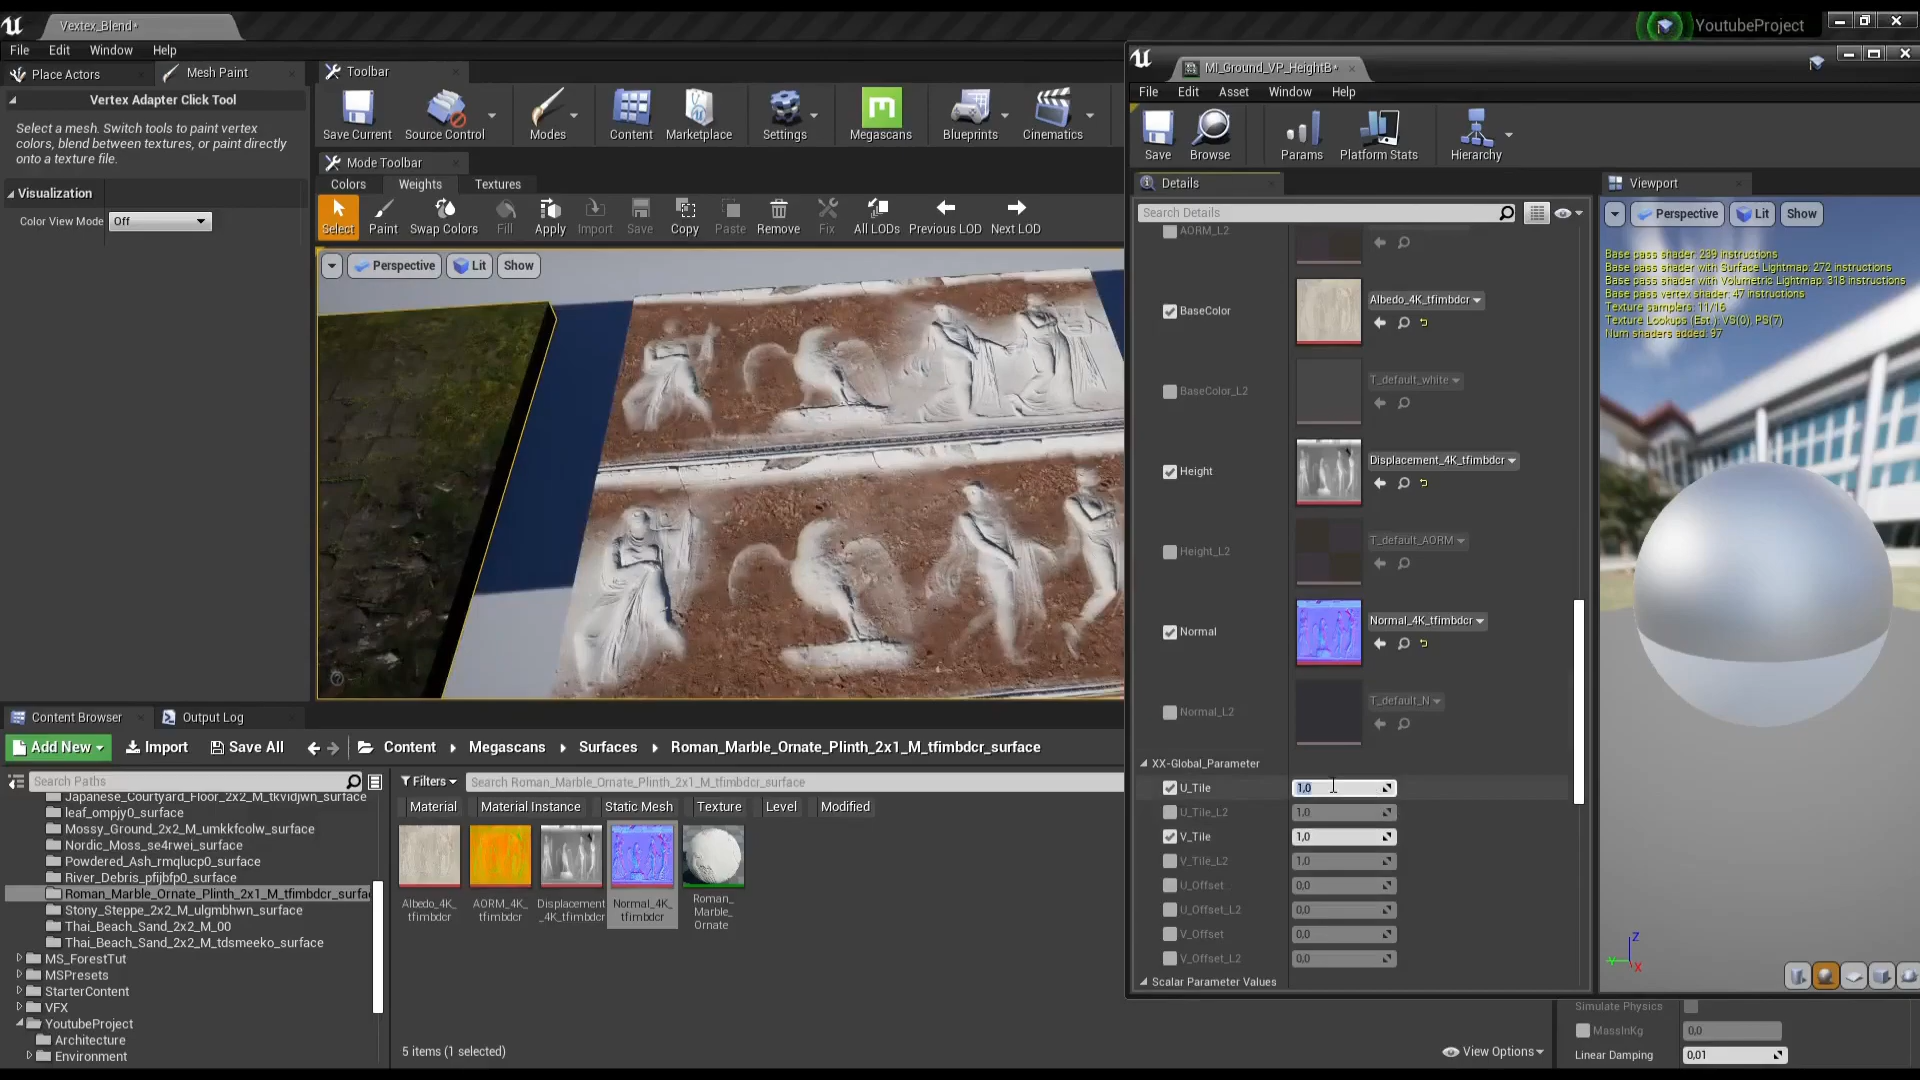 Vextex_Blend*
YoutubeProject
File Edit Window Help
Place Actors
Mesh Paint
Vertex Adapter Click Tool
Select a mesh. Switch tools to paint vertex
colors, blend between textures, or paint directly
onto a texture file.
Visualization
Color View Mode Off
Toolbar
Save Current Source Control Modes Content Marketplace Settings Megascans Blueprints Cinematics
Mode Toolbar
Colors Weights Textures
Select Paint Swap Colors Fill Apply Import Save Copy Paste Remove Fix All LODs Previous LOD Next LOD
Perspective Lit Show
MI_Ground_VP_HeightB*
File Edit Asset Window Help
Save Browse Params Platform Stats Hierarchy
Details
Search Details
AORM_L2
BaseColor Albedo_4K_tfimbdcr
BaseColor_L2 T_default_white
Height Displacement_4K_tfimbdcr
Height_L2 T_default_AORM
Normal Normal_4K_tfimbdcr
Normal_L2 T_default_N
XX-Global_Parameter
U_Tile 1,0
U_Tile_L2 1,0
V_Tile 1,0
V_Tile_L2 1,0
U_Offset 0,0
U_Offset_L2 0,0
V_Offset 0,0
V_Offset_L2 0,0
Scalar Parameter Values
Viewport
Perspective Lit Show
Base pass shader: 239 instructions
Base pass shader with Surface Lightmap: 272 instructions
Base pass shader with Volumetric Lightmap: 318 instructions
Base pass vertex shader: 47 instructions
Texture samplers: 11/16
Texture Lookups (Est.): VS(0), PS(7)
Num shaders added: 97
Z
Y
X
Simulate Physics
MassInKg 0,0
Linear Damping 0,01
Content Browser
Output Log
Add New Import Save All Content Megascans Surfaces Roman_Marble_Ornate_Plinth_2x1_M_tfimbdcr_surface
Search Paths
Filters Search Roman_Marble_Ornate_Plinth_2x1_M_tfimbdcr_surface
Material Material Instance Static Mesh Texture Level Modified
Japanese_Courtyard_Floor_2x2_M_tkvidjwn_surface
leaf_ompjy0_surface
Mossy_Ground_2x2_M_umkkfcolw_surface
Nordic_Moss_se4rwei_surface
Powdered_Ash_rmqlucp0_surface
River_Debris_pfijbfp0_surface
Roman_Marble_Ornate_Plinth_2x1_M_tfimbdcr_surfac
Stony_Steppe_2x2_M_ulgmbhwn_surface
Thai_Beach_Sand_2x2_M_00
Thai_Beach_Sand_2x2_M_tdsmeeko_surface
MS_ForestTut
MSPresets
StarterContent
VFX
YoutubeProject
Architecture
Environment
Albedo_4K_
tfimbdcr
AORM_4K_
tfimbdcr
Displacement
_4K_tfimbdcr
Normal_4K_
tfimbdcr
Roman_
Marble_
Ornate
5 items (1 selected)
View Options